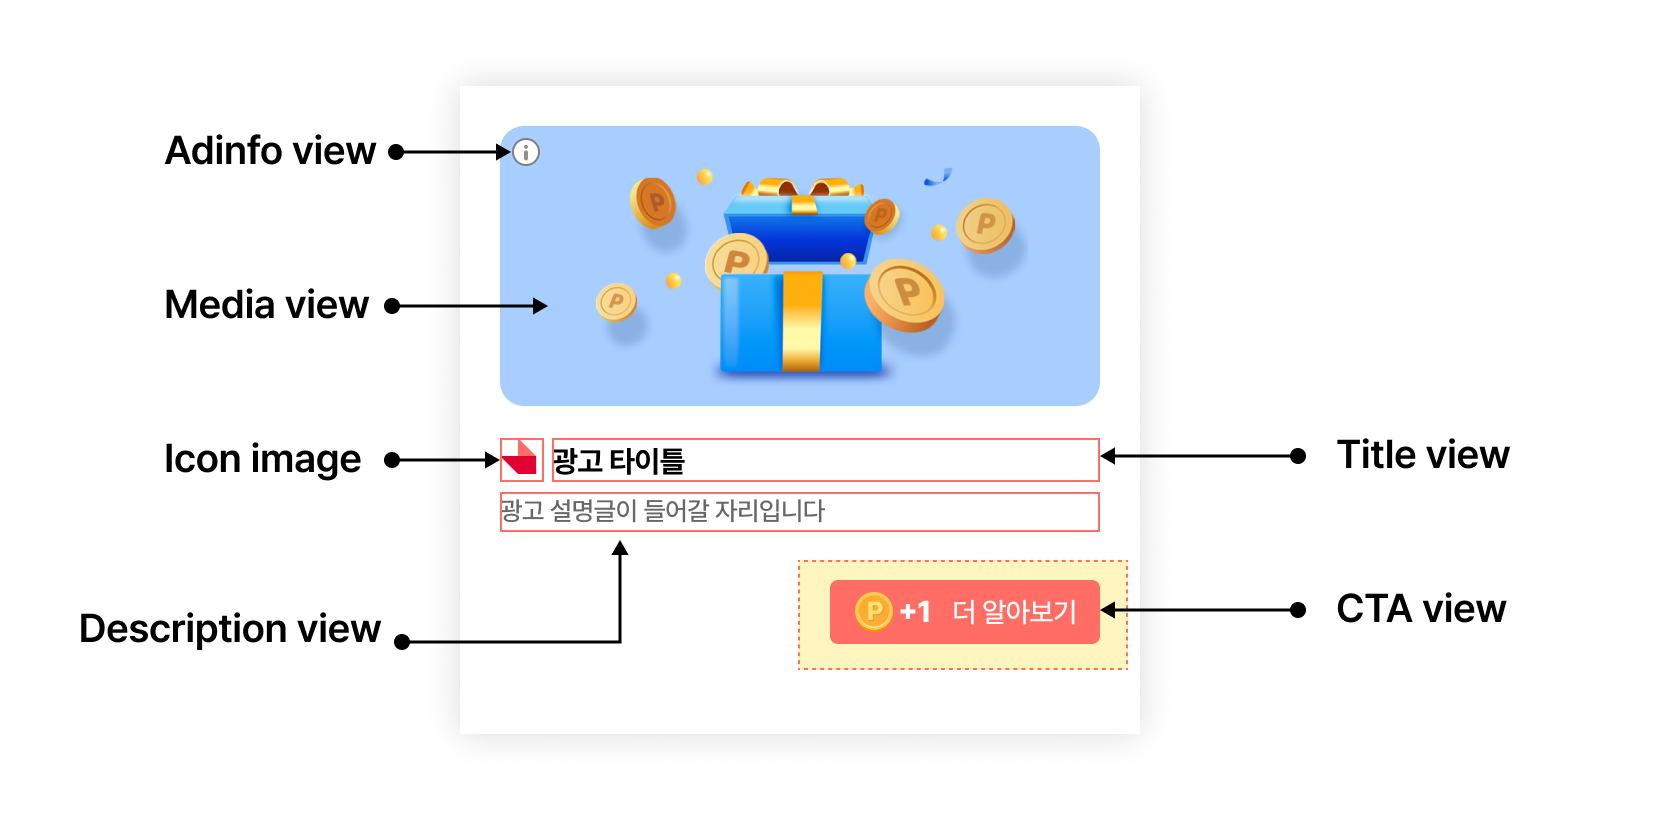 Adinfo view
Media view
P
P
P
P
P
P
Icon image
광고 타이틀
Title view
광고 설명글이 들어갈 자리입니다
Description view
P +1 더 알아보기
CTA view